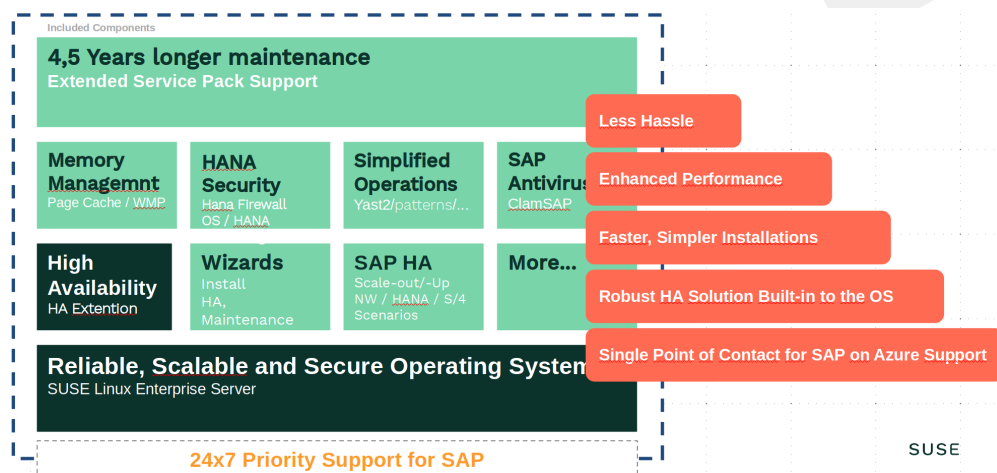 Included Components
4,5 Years longer maintenance
Extended Service Pack Support
Less Hassle
Memory
Managemnt
Page Cache / WMP
HANA
Security
Hana Firewall
OS / HANA
Simplified
Operations
Yast2/patterns/...
SAP
Antivirus
ClamSAP
Enhanced Performance
Faster, Simpler Installations
High
Availability
HA Extention
Wizards
Install
HA,
Maintenance
SAP HA
Scale-out/-Up
NW / HANA / S/4
Scenarios
More...
Robust HA Solution Built-in to the OS
Single Point of Contact for SAP on Azure Support
Reliable, Scalable and Secure Operating System
SUSE Linux Enterprise Server
24x7 Priority Support for SAP
SUSE